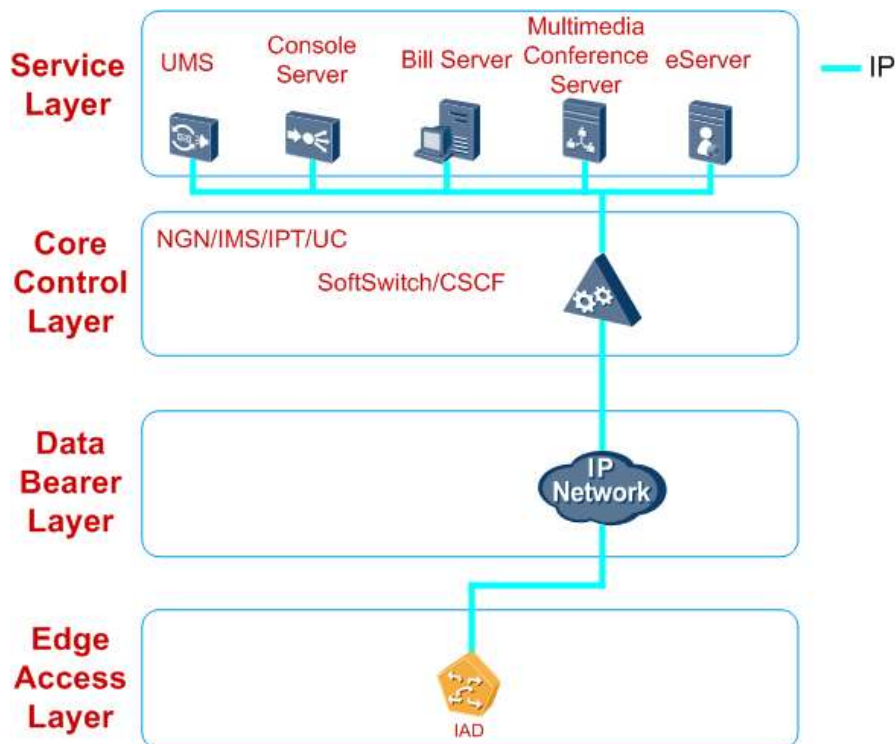 Service
Layer
UMS
Console
Server
Bill Server
Multimedia
Conference
Server
eServer
IP
Core
Control
Layer
NGN/IMS/IPT/UC
SoftSwitch/CSCF
Data
Bearer
Layer
IP
Network
Edge
Access
Layer
IAD